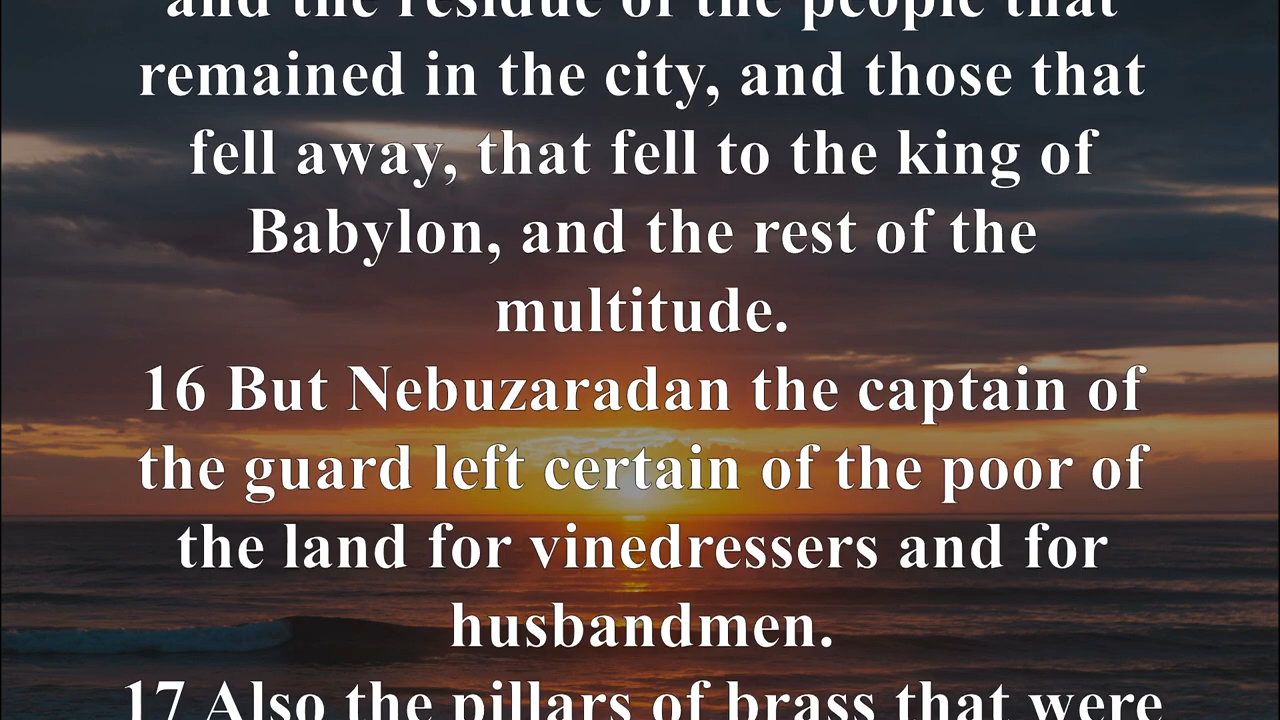 and the residue of the people that
remained in the city, and those that
fell away, that fell to the king of
Babylon, and the rest of the
multitude.
16 But Nebuzaradan the captain of
the guard left certain of the poor of
the land for vinedressers and for
husbandmen.
17 Also the pillars of brass that were